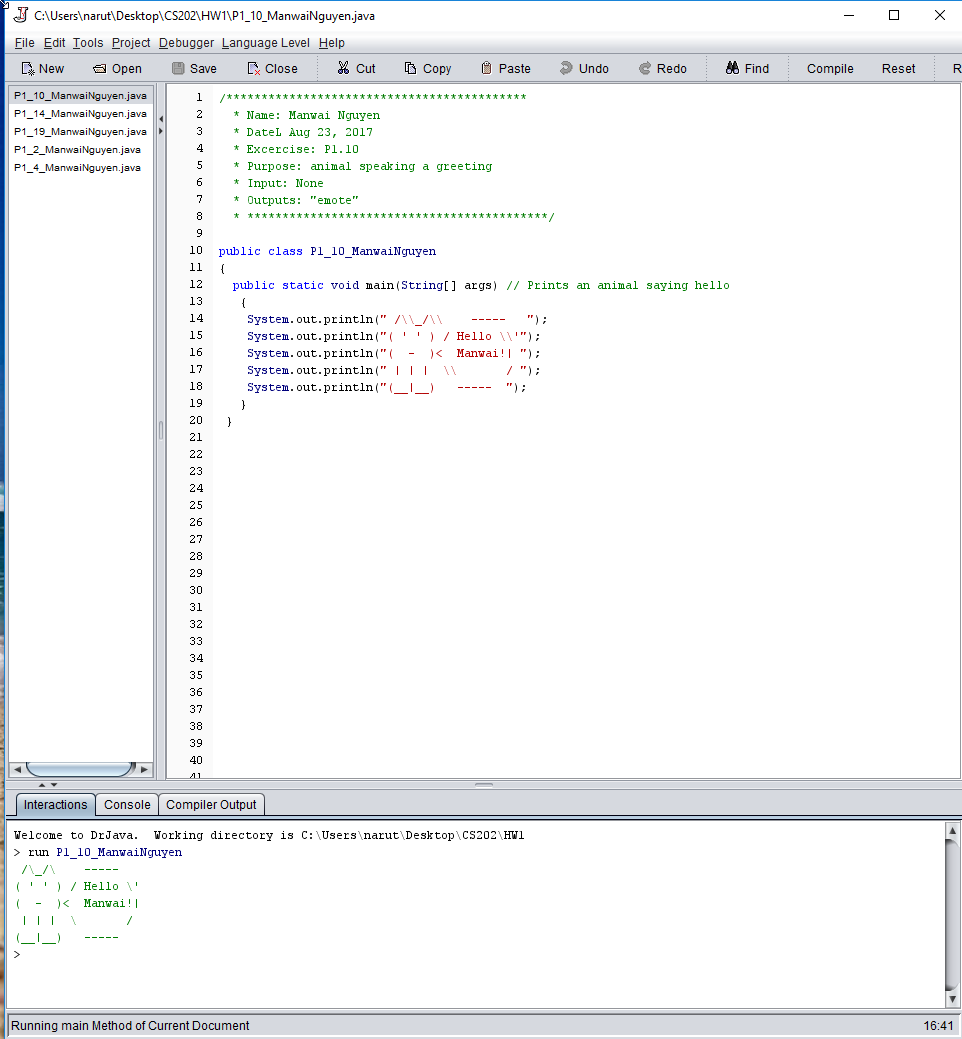 C:\Users\narut\Desktop\CS202\HW1\P1_10_ManwaiNguyen.java
File Edit Tools Project Debugger Language Level Help
New Open Save Close Cut Copy Paste Undo Redo Find Compile Reset R
P1_10_ManwaiNguyen.java
P1_14_ManwaiNguyen.java
P1_19_ManwaiNguyen.java
P1_2_ManwaiNguyen.java
P1_4_ManwaiNguyen.java
1 /*******************************************
2   * Name: Manwai Nguyen
3   * DateL Aug 23, 2017
4   * Excercise: P1.10
5   * Purpose: animal speaking a greeting
6   * Input: None
7   * Outputs: "emote"
8   * *******************************************/
9
10 public class P1_10_ManwaiNguyen
11 {
12   public static void main(String[] args) // Prints an animal saying hello
13    {
14     System.out.println(" /\\_/\\    -----   ");
15     System.out.println("( ' ' ) / Hello \\'");
16     System.out.println("(  -  )<  Manwai!| ");
17     System.out.println(" | | |  \\       / ");
18     System.out.println("(__|__)   -----  ");
19    }
20  }
21
22
23
24
25
26
27
28
29
30
31
32
33
34
35
36
37
38
39
40
41
Interactions Console Compiler Output
Welcome to DrJava.  Working directory is C:\Users\narut\Desktop\CS202\HW1
> run P1_10_ManwaiNguyen
 /\_/\    -----
( ' ' ) / Hello \'
(  -  )<  Manwai!|
 | | |  \       /
(__|__)   -----
>
Running main Method of Current Document 16:41